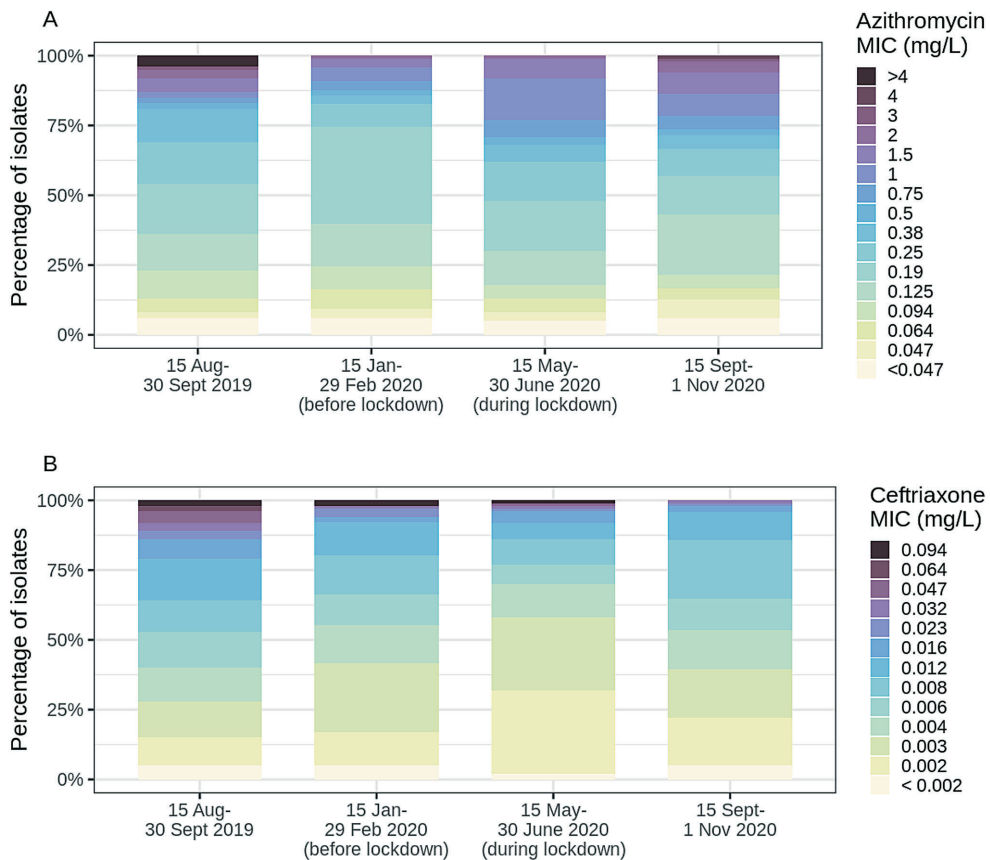 A
Azithromycin
MIC (mg/L)
>4
4
3
2
1.5
1
0.75
0.5
0.38
0.25
0.19
0.125
0.094
0.064
0.047
<0.047
Percentage of isolates
100%
75%
50%
25%
0%
15 Aug-
30 Sept 2019
15 Jan-
29 Feb 2020
(before lockdown)
15 May-
30 June 2020
(during lockdown)
15 Sept-
1 Nov 2020
B
Ceftriaxone
MIC (mg/L)
0.094
0.064
0.047
0.032
0.023
0.016
0.012
0.008
0.006
0.004
0.003
0.002
< 0.002
Percentage of isolates
100%
75%
50%
25%
0%
15 Aug-
30 Sept 2019
15 Jan-
29 Feb 2020
(before lockdown)
15 May-
30 June 2020
(during lockdown)
15 Sept-
1 Nov 2020